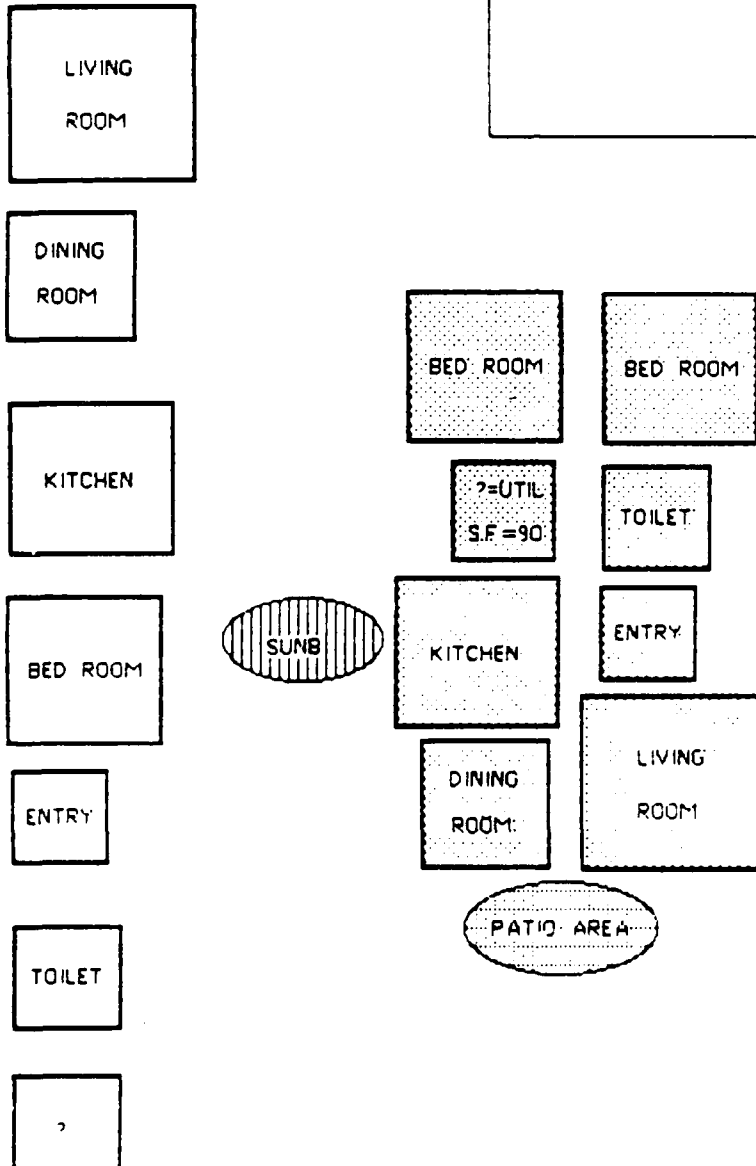 LIVING
ROOM
DINING
ROOM
KITCHEN
BED ROOM
ENTRY
TOILET
?
SUNB
BED ROOM
BED ROOM
?=UTIL
S.F.=90
TOILET
KITCHEN
ENTRY
DINING
ROOM
LIVING
ROOM
PATIO AREA